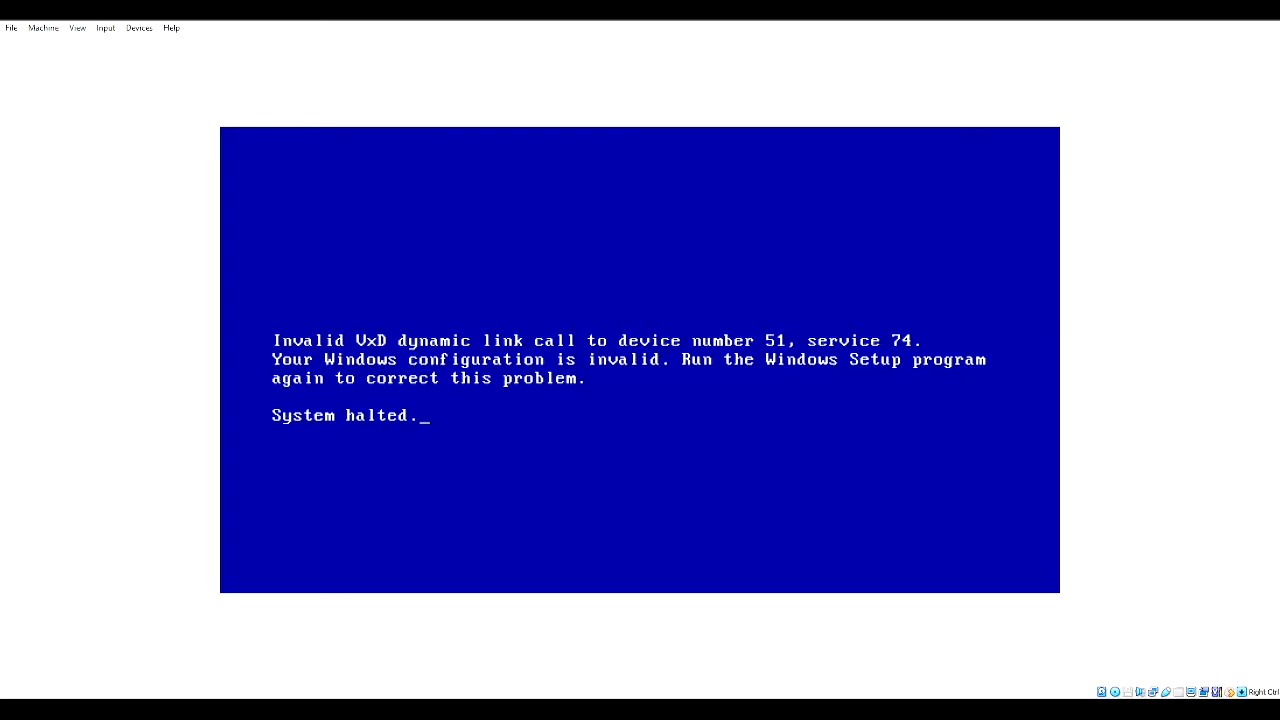 File Machine View Input Devices Help
Invalid VxD dynamic link call to device number 51, service 74.
Your Windows configuration is invalid. Run the Windows Setup program
again to correct this problem.
System halted._
Right Ctrl